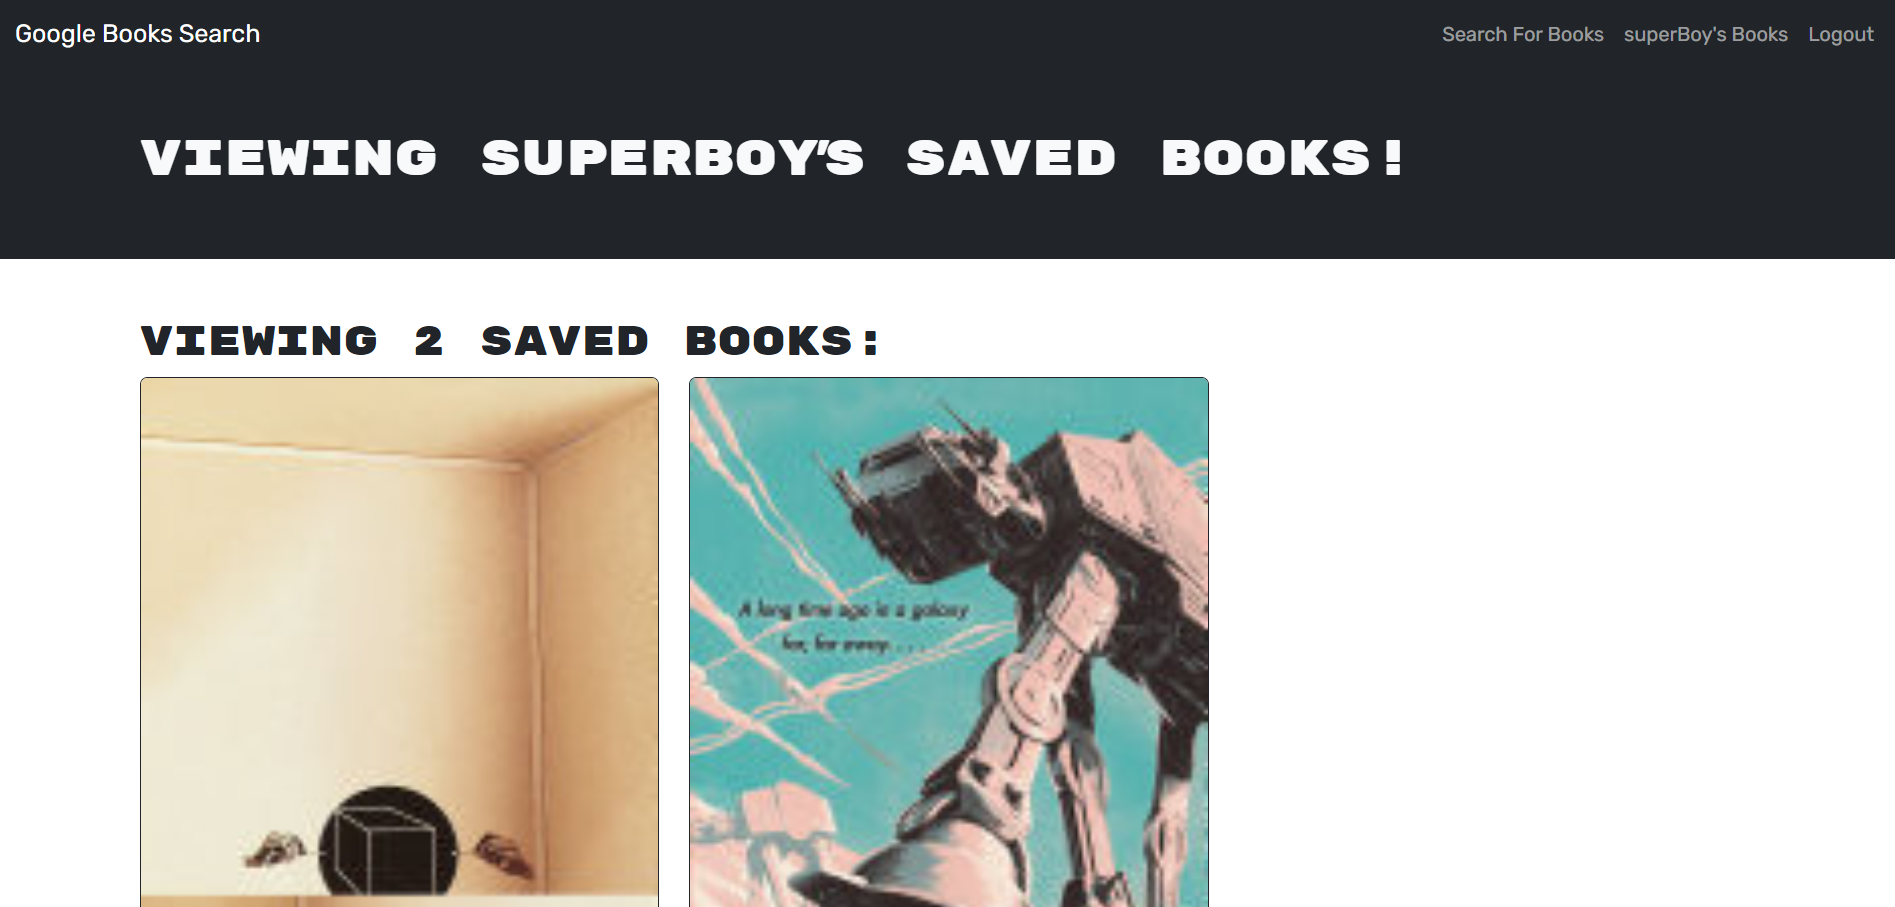 Google Books Search
Search For Books
superBoy's Books
Logout
VIEWING SUPERBOY'S SAVED BOOKS!
VIEWING 2 SAVED BOOKS:
A long time ago in a galaxy
far, far away. . . .